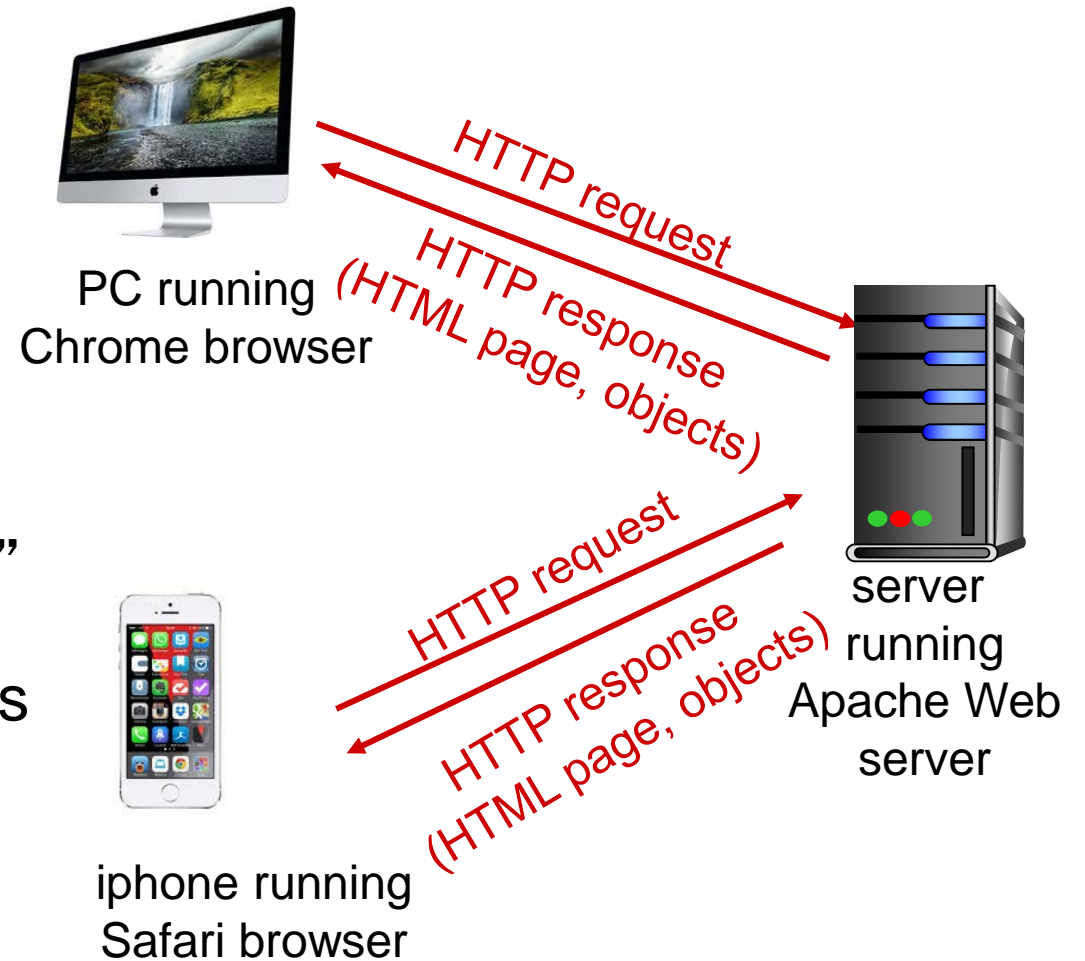 HTTP request
HTTP response
(HTML page, objects)
PC running
Chrome browser
”
s
HTTP request
HTTP response
(HTML page, objects)
server
running
Apache Web
server
iphone running
Safari browser